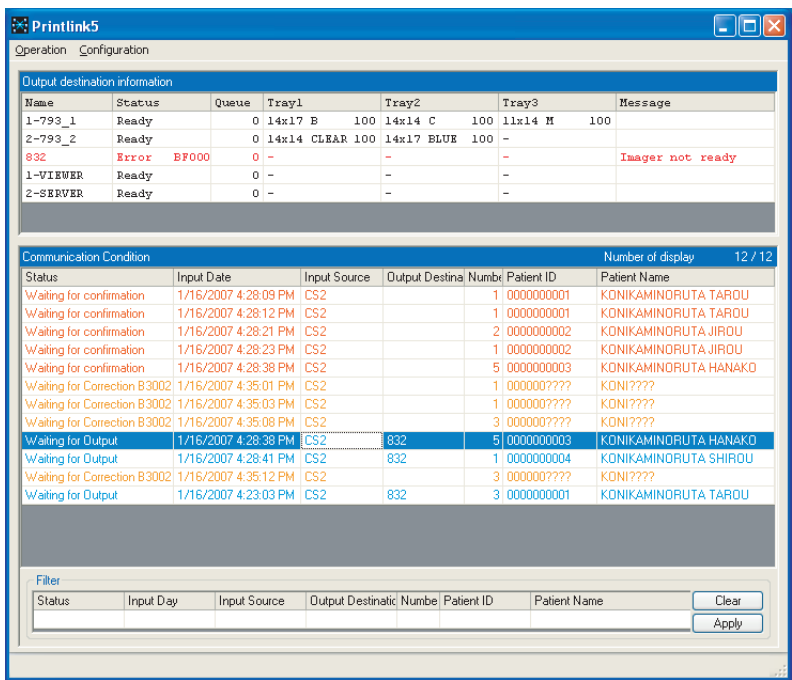 Printlink5
Operation Configuration
Output destination information
Name Status Queue Tray1 Tray2 Tray3 Message
1-793_1 Ready 0 14x17 B 100 14x14 C 100 11x14 M 100
2-793_2 Ready 0 14x14 CLEAR 100 14x17 BLUE 100 -
832 Error BF000 0 - - - Imager not ready
1-VIEWER Ready 0 - - -
2-SERVER Ready 0 - - -
Communication Condition Number of display 12 / 12
Status Input Date Input Source Output Destina Numbe Patient ID Patient Name
Waiting for confirmation 1/16/2007 4:28:09 PM CS2 1 0000000001 KONIKAMINORUTA TAROU
Waiting for confirmation 1/16/2007 4:28:12 PM CS2 1 0000000001 KONIKAMINORUTA TAROU
Waiting for confirmation 1/16/2007 4:28:21 PM CS2 2 0000000002 KONIKAMINORUTA JIROU
Waiting for confirmation 1/16/2007 4:28:23 PM CS2 1 0000000002 KONIKAMINORUTA JIROU
Waiting for confirmation 1/16/2007 4:28:38 PM CS2 5 0000000003 KONIKAMINORUTA HANAKO
Waiting for Correction B3002 1/16/2007 4:35:01 PM CS2 1 000000???? KONI????
Waiting for Correction B3002 1/16/2007 4:35:03 PM CS2 1 000000???? KONI????
Waiting for Correction B3002 1/16/2007 4:35:08 PM CS2 3 000000???? KONI????
Waiting for Output 1/16/2007 4:28:38 PM CS2 832 5 0000000003 KONIKAMINORUTA HANAKO
Waiting for Output 1/16/2007 4:28:41 PM CS2 832 1 0000000004 KONIKAMINORUTA SHIROU
Waiting for Correction B3002 1/16/2007 4:35:12 PM CS2 3 000000???? KONI????
Waiting for Output 1/16/2007 4:23:03 PM CS2 832 3 0000000001 KONIKAMINORUTA TAROU
Filter
Status Input Day Input Source Output Destinatic Numbe Patient ID Patient Name Clear
Apply